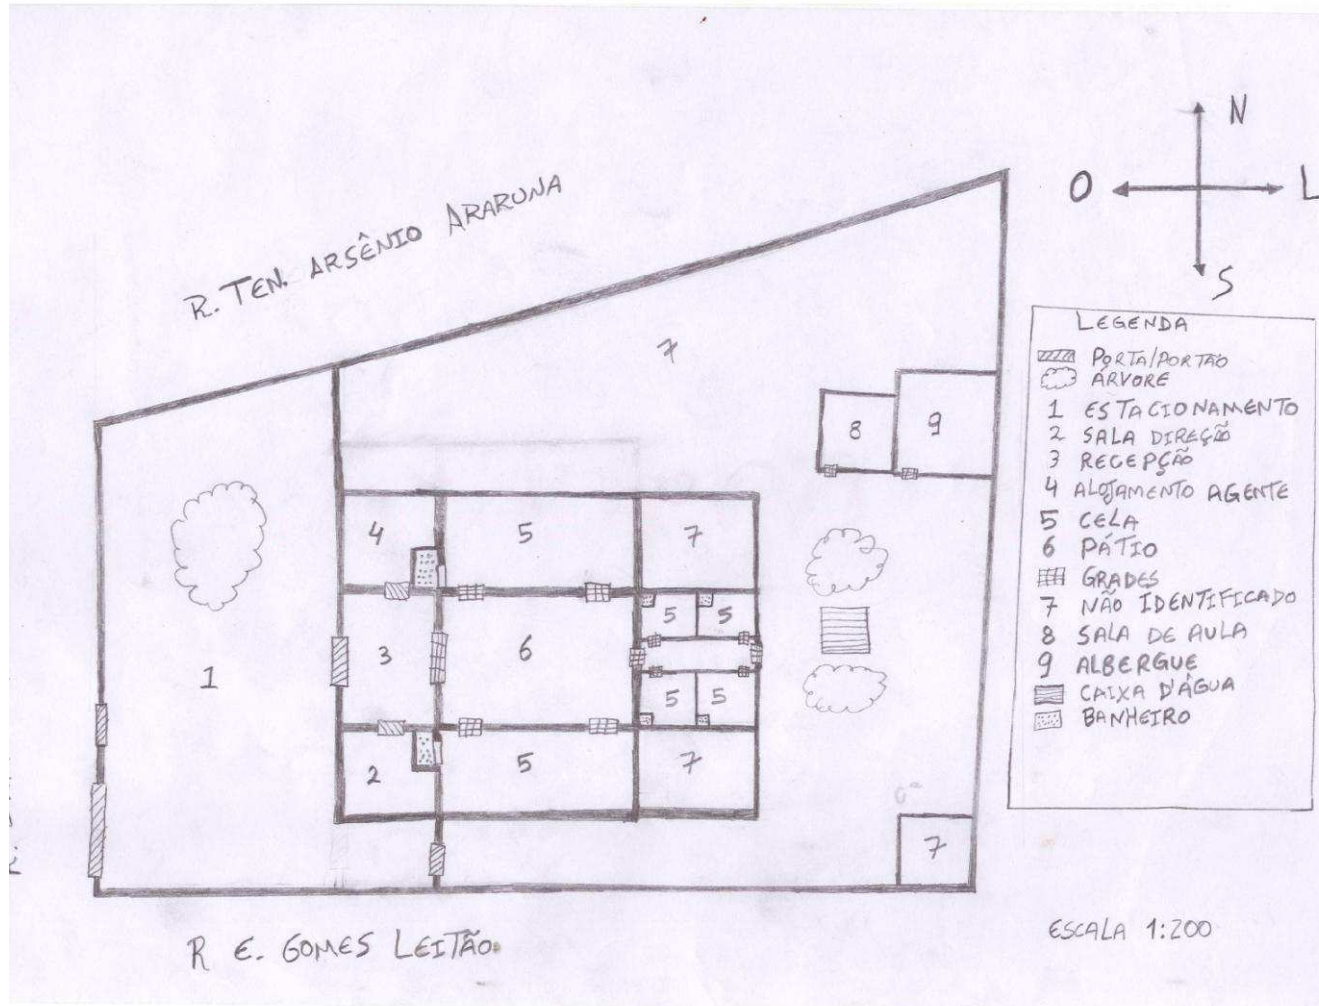 N
O L
S
R. TEN. ARSÊNIO ARARUNA
7
8 9
4 5 7
5 5
3 6
5 5
1
2 5 7
7
R E. GOMES LEITÃO.
LEGENDA
PORTA/PORTÃO
ÁRVORE
1 ESTACIONAMENTO
2 SALA DIREÇÃO
3 RECEPÇÃO
4 ALOJAMENTO AGENTE
5 CELA
6 PÁTIO
GRADES
7 NÃO IDENTIFICADO
8 SALA DE AULA
9 ALBERGUE
CAIXA D'ÁGUA
BANHEIRO
ESCALA 1:200